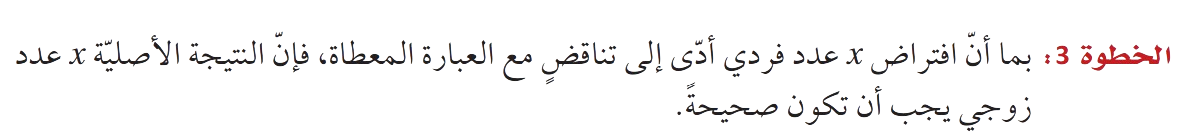 الخطوة 3: بما أنّ افتراض x عدد فردي أدّى إلى تناقضٍ مع العبارة المعطاة، فإنّ النتيجة الأصليّة x عدد
زوجي يجب أن تكون صحيحةً.